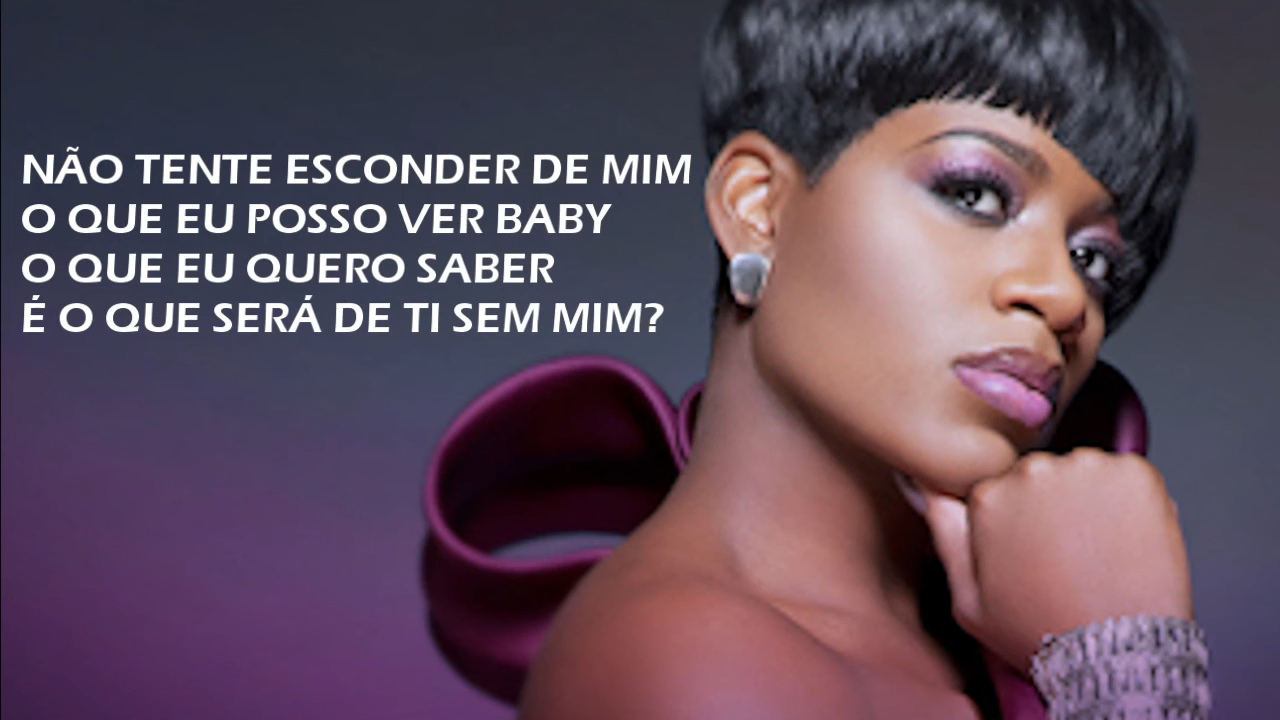 NÃO TENTE ESCONDER DE MIM
O QUE EU POSSO VER BABY
O QUE EU QUERO SABER
É O QUE SERÁ DE TI SEM MIM?